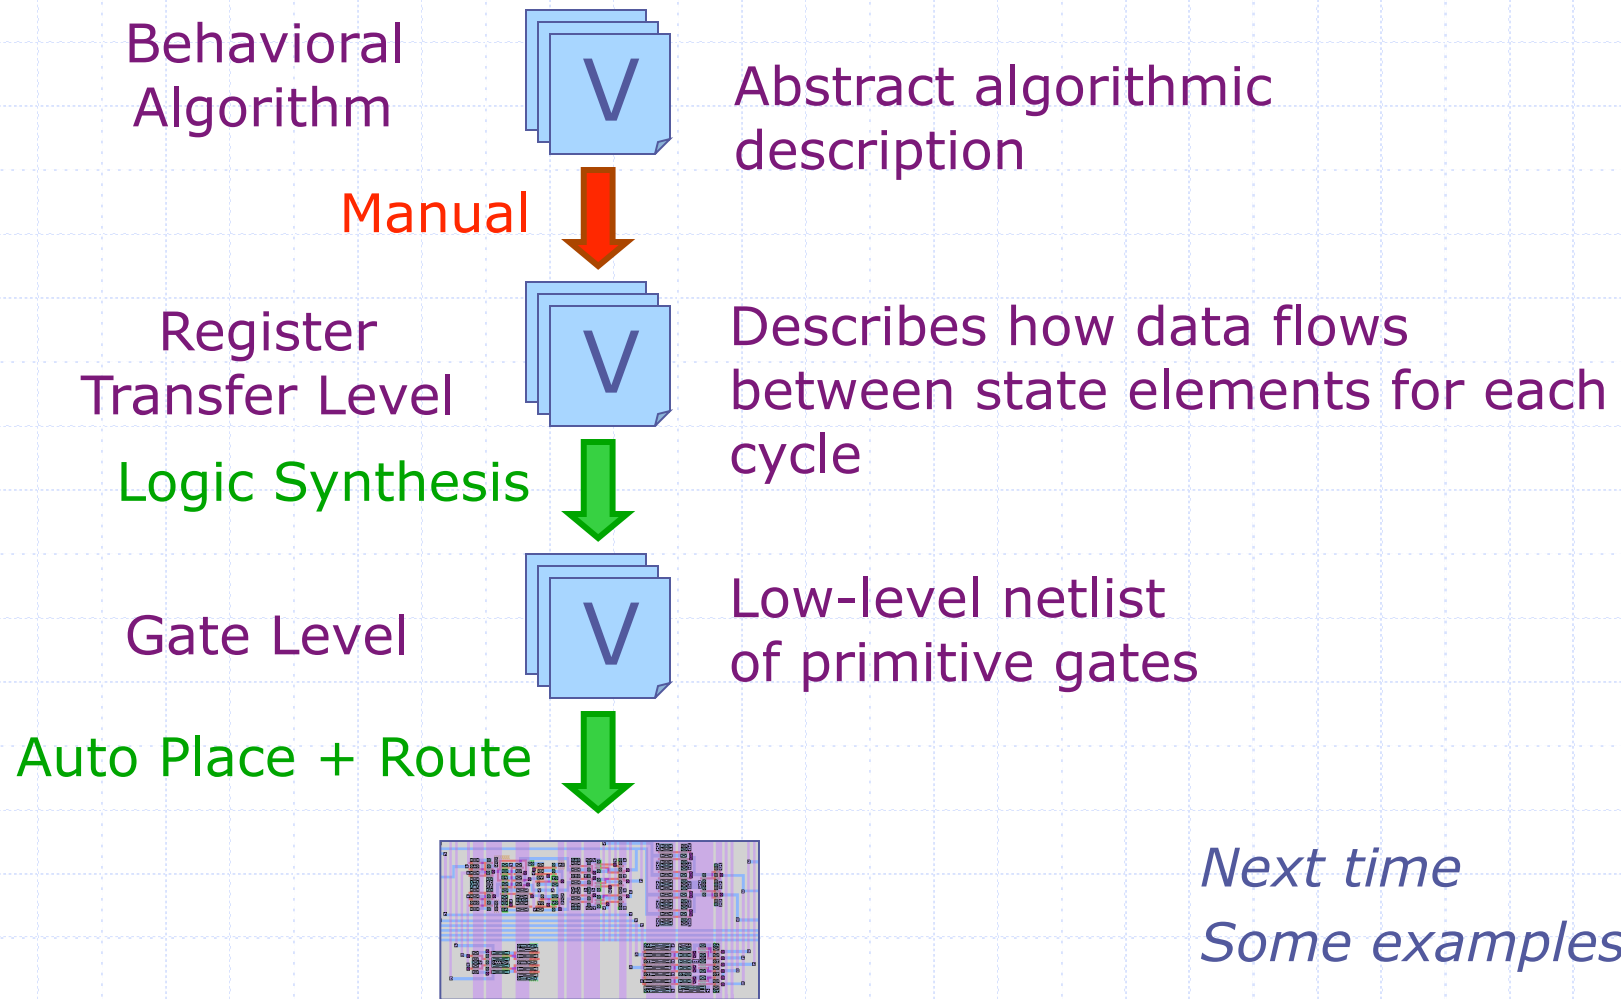 Behavioral
Algorithm
V
Abstract algorithmic
description
Manual
Register
Transfer Level
V
Describes how data flows
between state elements for each
cycle
Logic Synthesis
Gate Level
V
Low-level netlist
of primitive gates
Auto Place + Route
Next time
Some examples